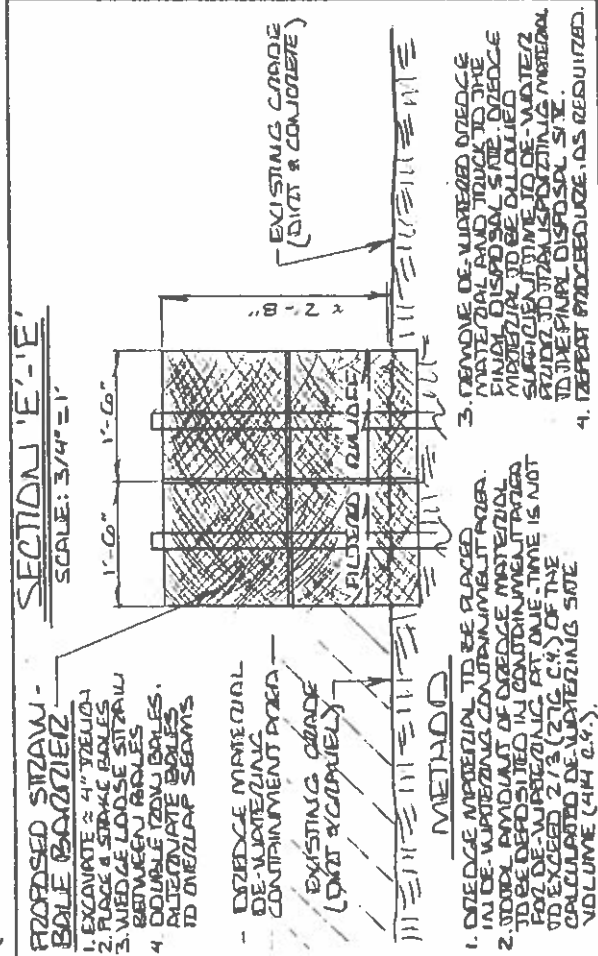 SECTION 'E'-'E'
SCALE: 3/4" = 1'
PROPOSED STRAW-
BALE BARRIER
1. EXCAVATE ≈ 4" TRENCH
2. PLACE & STAKE BALES
3. WEDGE LOOSE STRAW
BETWEEN BALES
4. DOUBLE ROW BALES.
ALTERNATE BALES
TO OVERLAP SEAMS
1'-6"
1'-6"
≈ 2'-8"
EXISTING GRADE
(DIRT & CONCRETE)
FILTERED RUNOFF
DREDGE MATERIAL
DE-WATERING
CONTAINMENT AREA
EXISTING GRADE
(DIRT & GRAVEL)
METHOD
1. DREDGE MATERIAL TO BE PLACED
IN DE-WATERING CONTAINMENT AREA.
2. TOTAL AMOUNT OF DREDGE MATERIAL
TO BE DEPOSITED IN CONTAINMENT AREA
FOR DE-WATERING AT ONE-TIME IS NOT
TO EXCEED 2/3 (276 C.Y.) OF THE
CALCULATED DE-WATERING SITE
VOLUME (414 C.Y.).
3. REMOVE DE-WATERED DREDGE
MATERIAL AND TRUCK TO THE
FINAL DISPOSAL SITE. DREDGE
MATERIAL TO BE ALLOWED
SUFFICIENT TIME TO DE-WATER
PRIOR TO TRANSPORTING MATERIAL
TO THE FINAL DISPOSAL SITE.
4. REPEAT PROCEEDURE, AS REQUIRED.